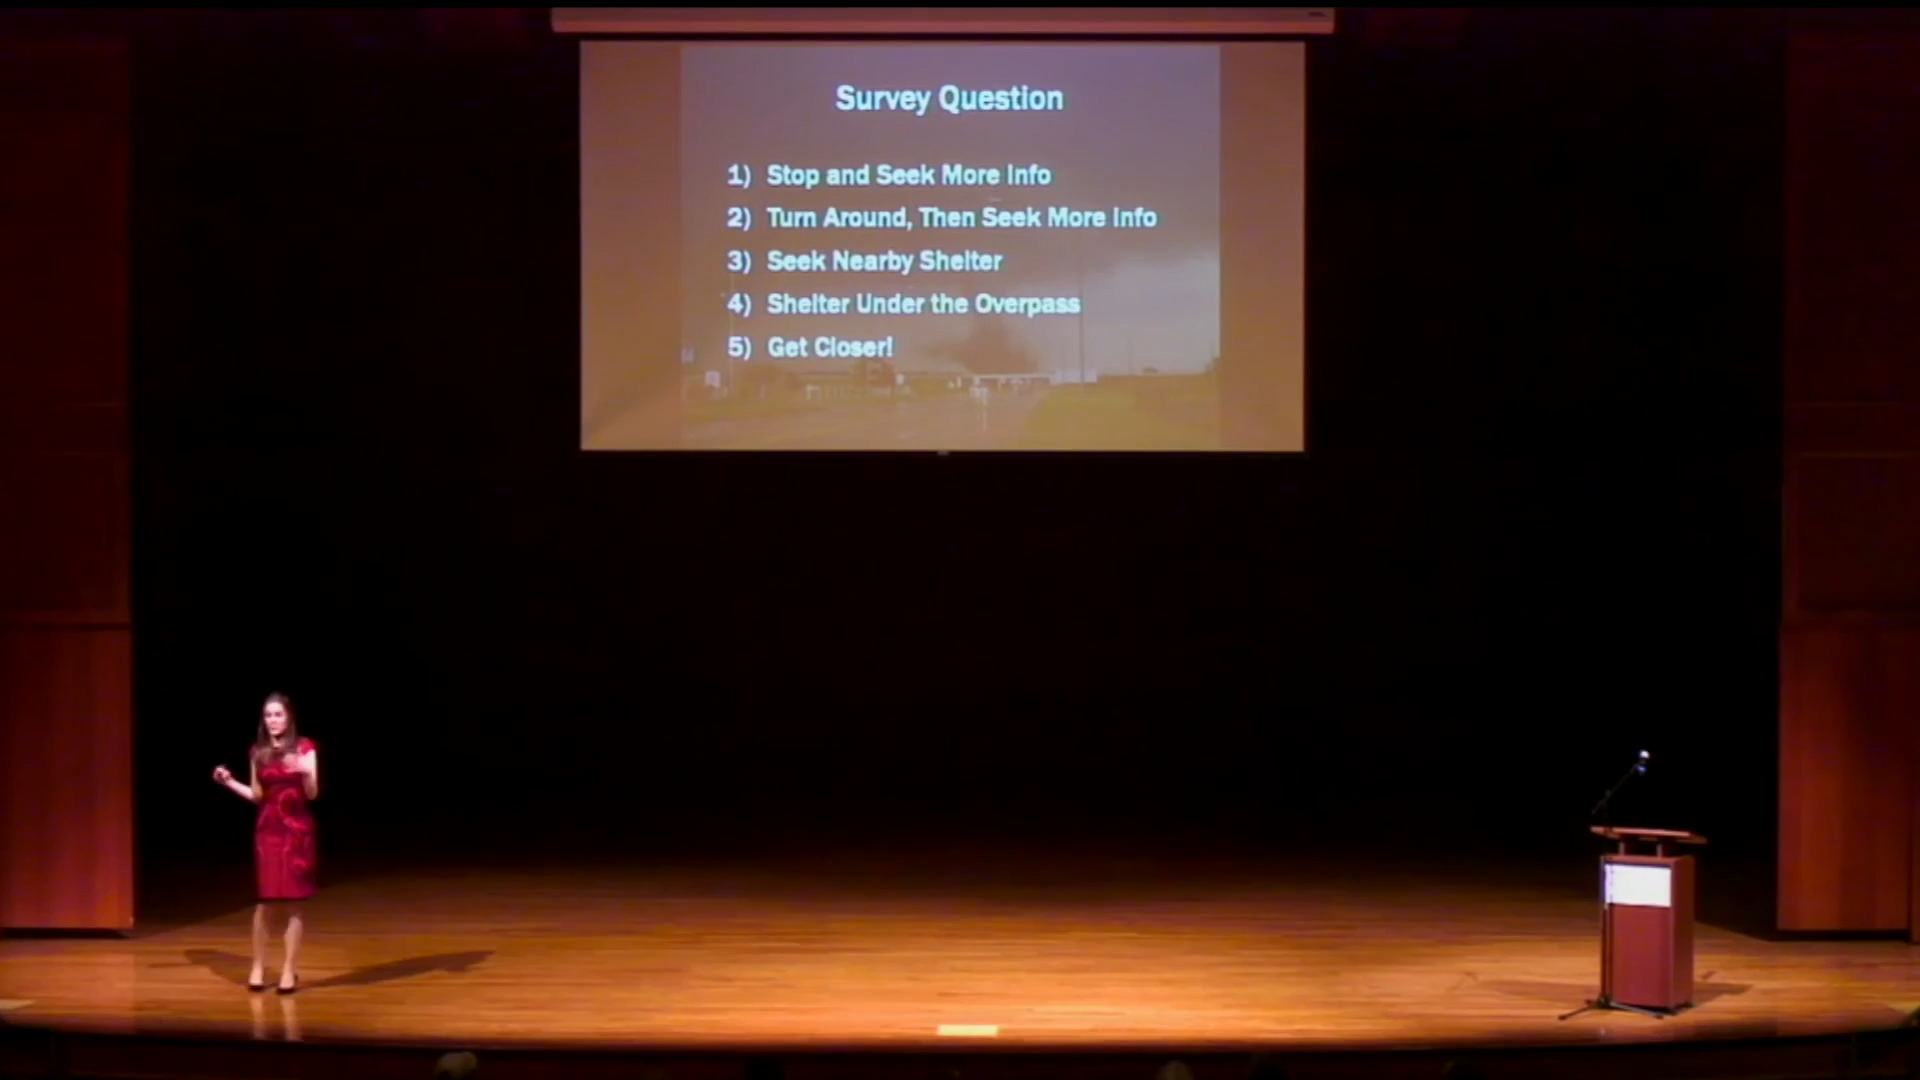 Survey Question
1) Stop and Seek More Info
2) Turn Around, Then Seek More Info
3) Seek Nearby Shelter
4) Shelter Under the Overpass
5) Get Closer!